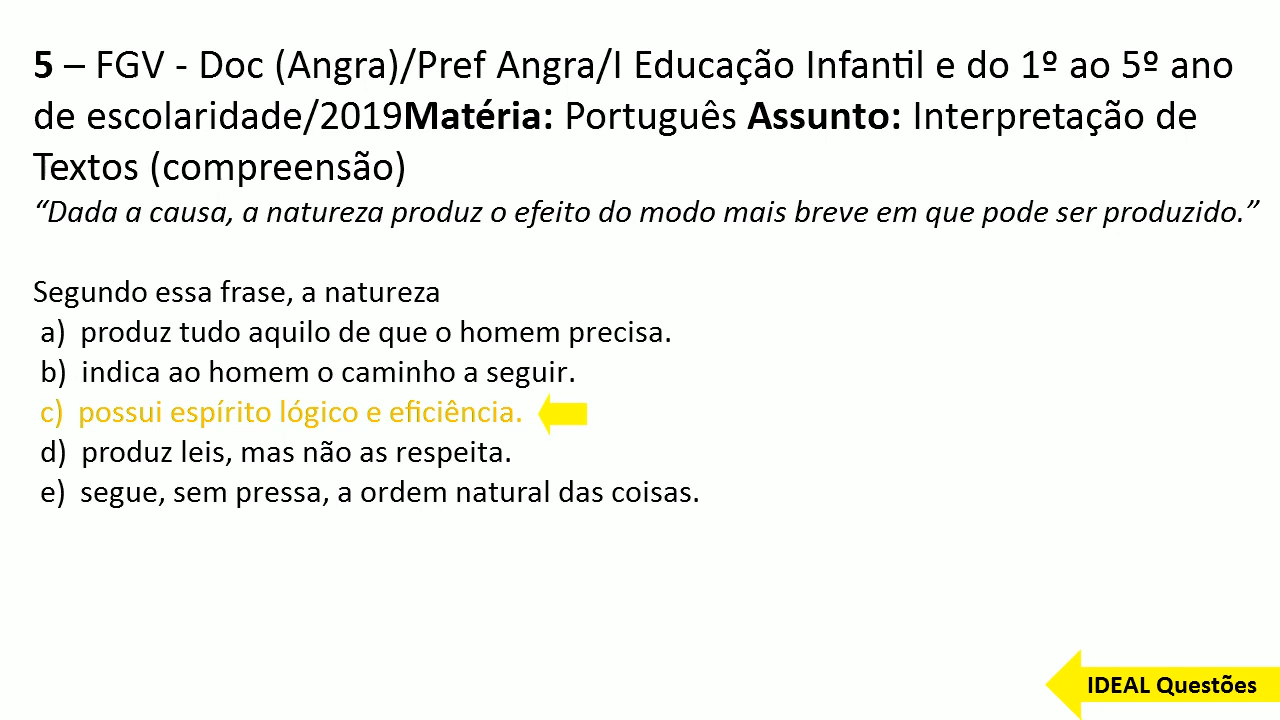 5 – FGV - Doc (Angra)/Pref Angra/I Educação Infantil e do 1º ao 5º ano
de escolaridade/2019Matéria: Português Assunto: Interpretação de
Textos (compreensão)
“Dada a causa, a natureza produz o efeito do modo mais breve em que pode ser produzido.”
Segundo essa frase, a natureza
a) produz tudo aquilo de que o homem precisa.
b) indica ao homem o caminho a seguir.
c) possui espírito lógico e eficiência.
d) produz leis, mas não as respeita.
e) segue, sem pressa, a ordem natural das coisas.
IDEAL Questões